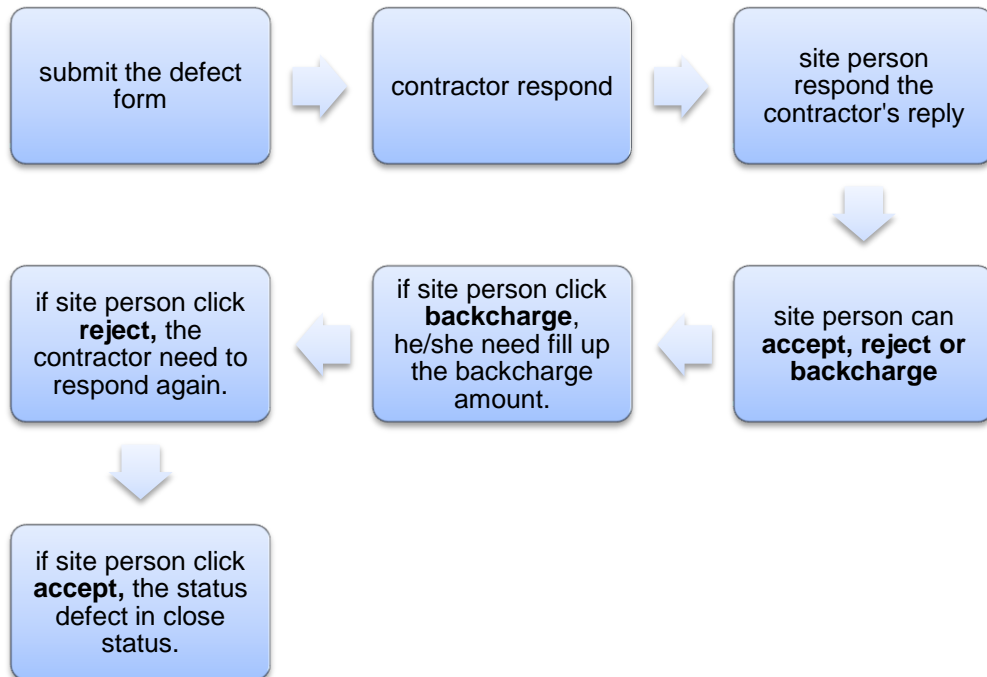 submit the defect
form
contractor respond
site person
respond the
contractor's reply
site person can
accept, reject or
backcharge
if site person click
backcharge,
he/she need fill up
the backcharge
amount.
if site person click
reject, the
contractor need to
respond again.
if site person click
accept, the status
defect in close
status.